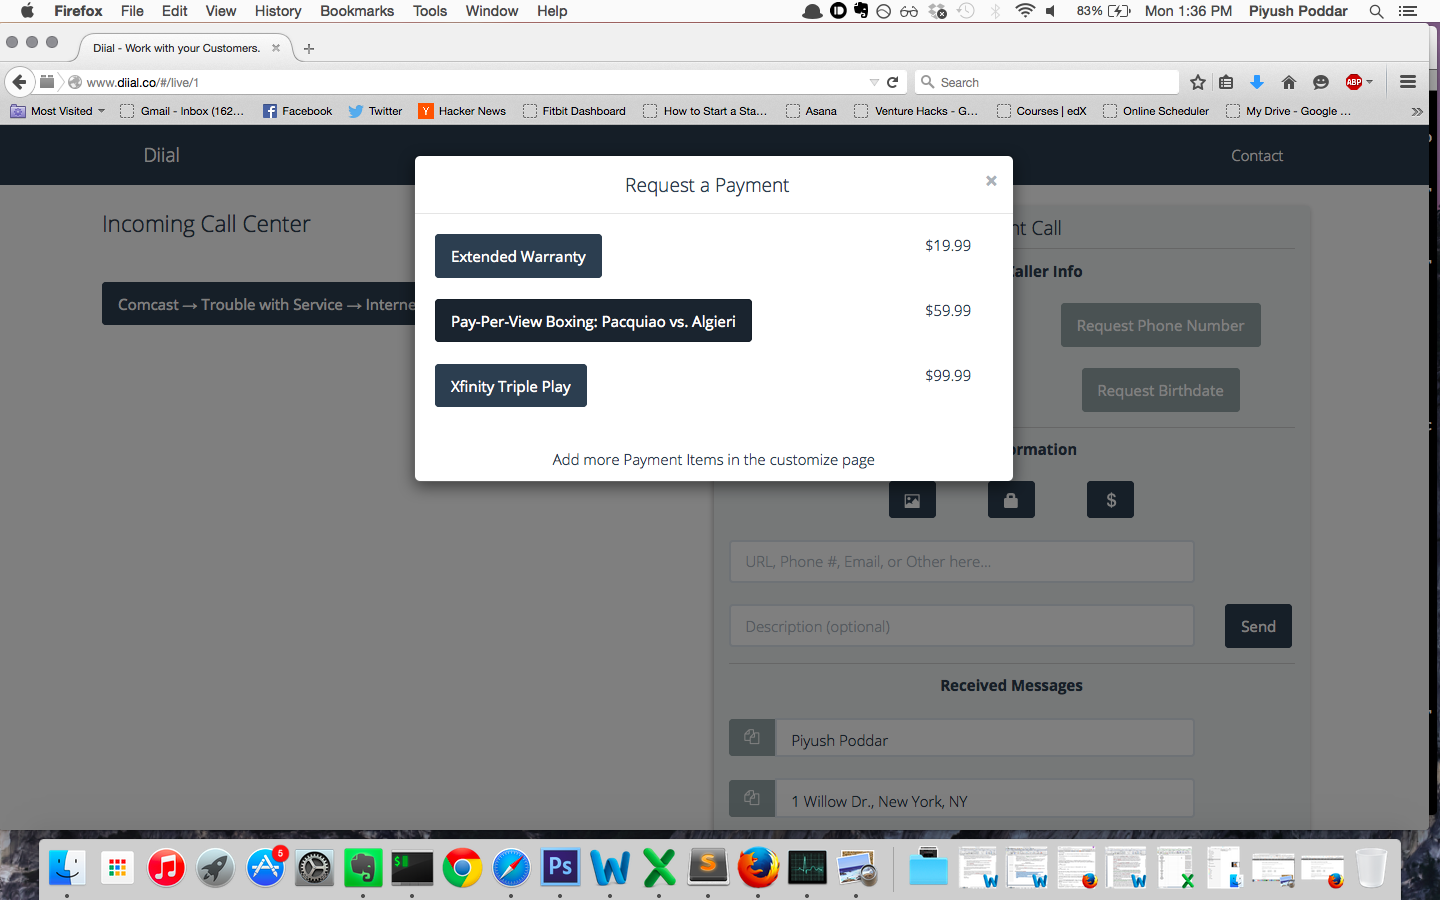 Firefox File Edit View History Bookmarks Tools Window Help 83% Mon 1:36 PM Piyush Poddar
Diial - Work with your Customers.
www.diial.co/#/live/1 Search ABP
Most Visited Gmail - Inbox (162... Facebook Twitter Hacker News Fitbit Dashboard How to Start a Sta... Asana Venture Hacks - G... Courses | edX Online Scheduler My Drive - Google ...
Diial Contact
Request a Payment
Incoming Call Center
nt Call
Extended Warranty $19.99
Caller Info
Comcast → Trouble with Service → Interne
Pay-Per-View Boxing: Pacquiao vs. Algieri $59.99
Request Phone Number
Xfinity Triple Play $99.99
Request Birthdate
ormation
Add more Payment Items in the customize page
$
URL, Phone #, Email, or Other here...
Description (optional) Send
Received Messages
Piyush Poddar
1 Willow Dr., New York, NY
5
Ps